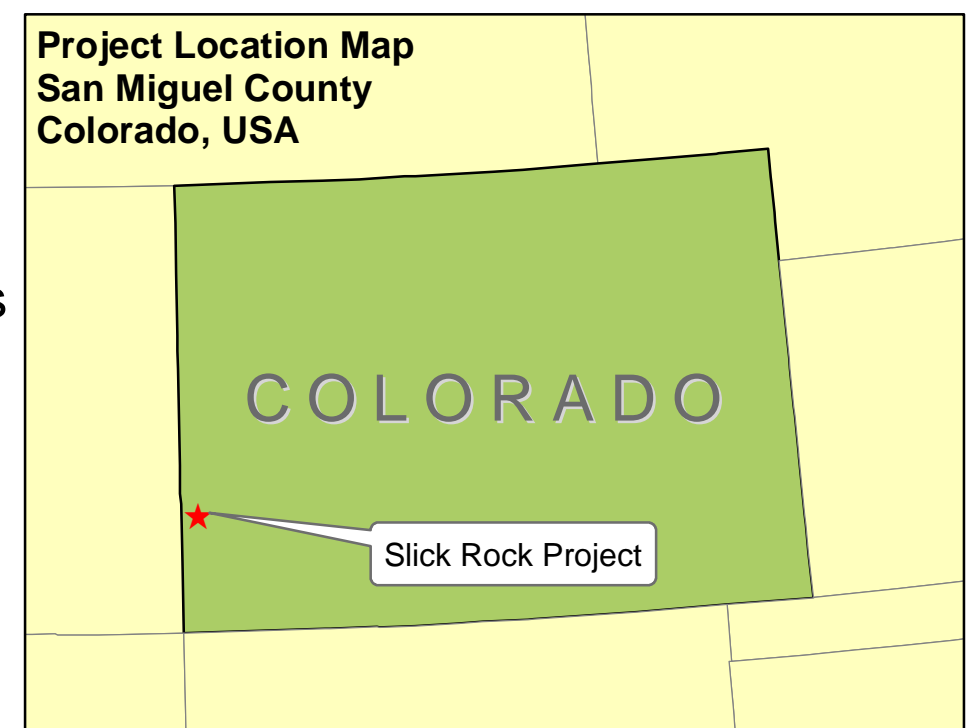 Project Location Map
San Miguel County
Colorado, USA
s
COLORADO
Slick Rock Project